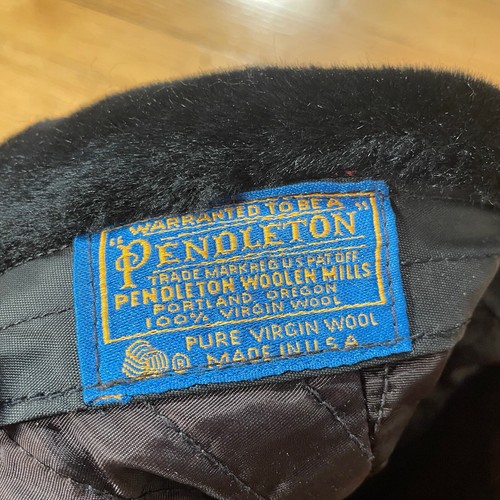 "WARRANTED TO BE A
PENDLETON"
TRADE MARK REG U S PAT. OFF.
PENDLETON WOOLEN MILLS
PORTLAND, OREGON
100% VIRGIN WOOL
PURE VIRGIN WOOL
® MADE IN U.S.A.